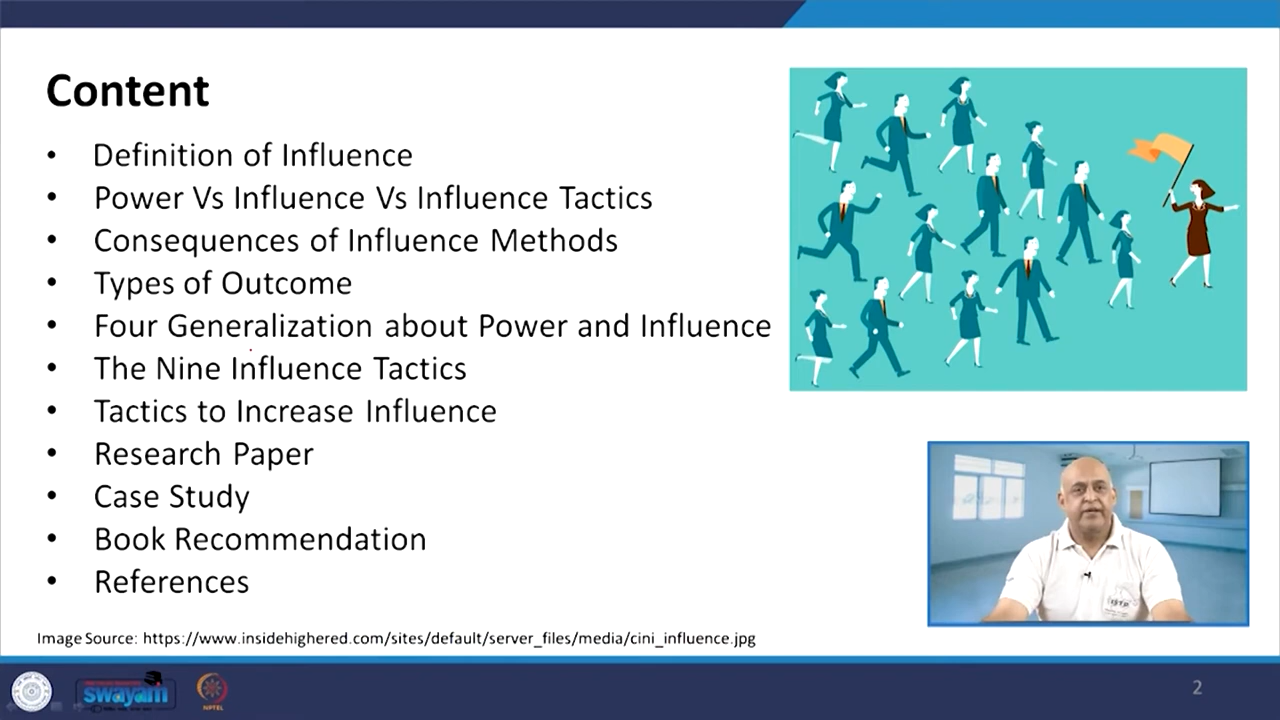 Content
• Definition of Influence
• Power Vs Influence Vs Influence Tactics
• Consequences of Influence Methods
• Types of Outcome
• Four Generalization about Power and Influence
• The Nine Influence Tactics
• Tactics to Increase Influence
• Research Paper
• Case Study
• Book Recommendation
• References
Image Source: https://www.insidehighered.com/sites/default/server_files/media/cini_influence.jpg
swayam
NPTEL
2